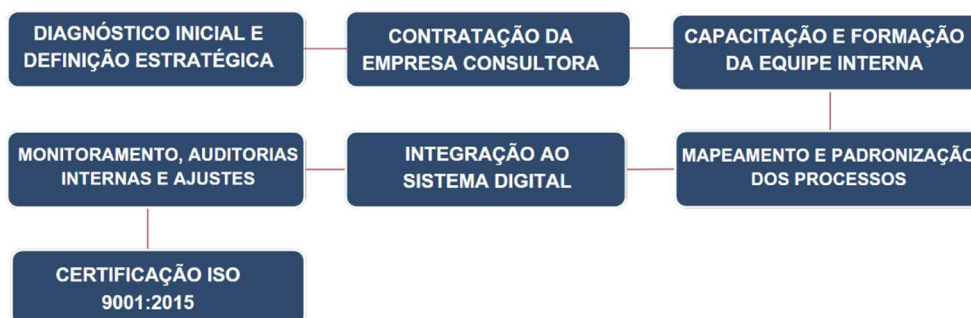 DIAGNÓSTICO INICIAL E
DEFINIÇÃO ESTRATÉGICA
CONTRATAÇÃO DA
EMPRESA CONSULTORA
CAPACITAÇÃO E FORMAÇÃO
DA EQUIPE INTERNA
MAPEAMENTO E PADRONIZAÇÃO
DOS PROCESSOS
INTEGRAÇÃO AO
SISTEMA DIGITAL
MONITORAMENTO, AUDITORIAS
INTERNAS E AJUSTES
CERTIFICAÇÃO ISO
9001:2015